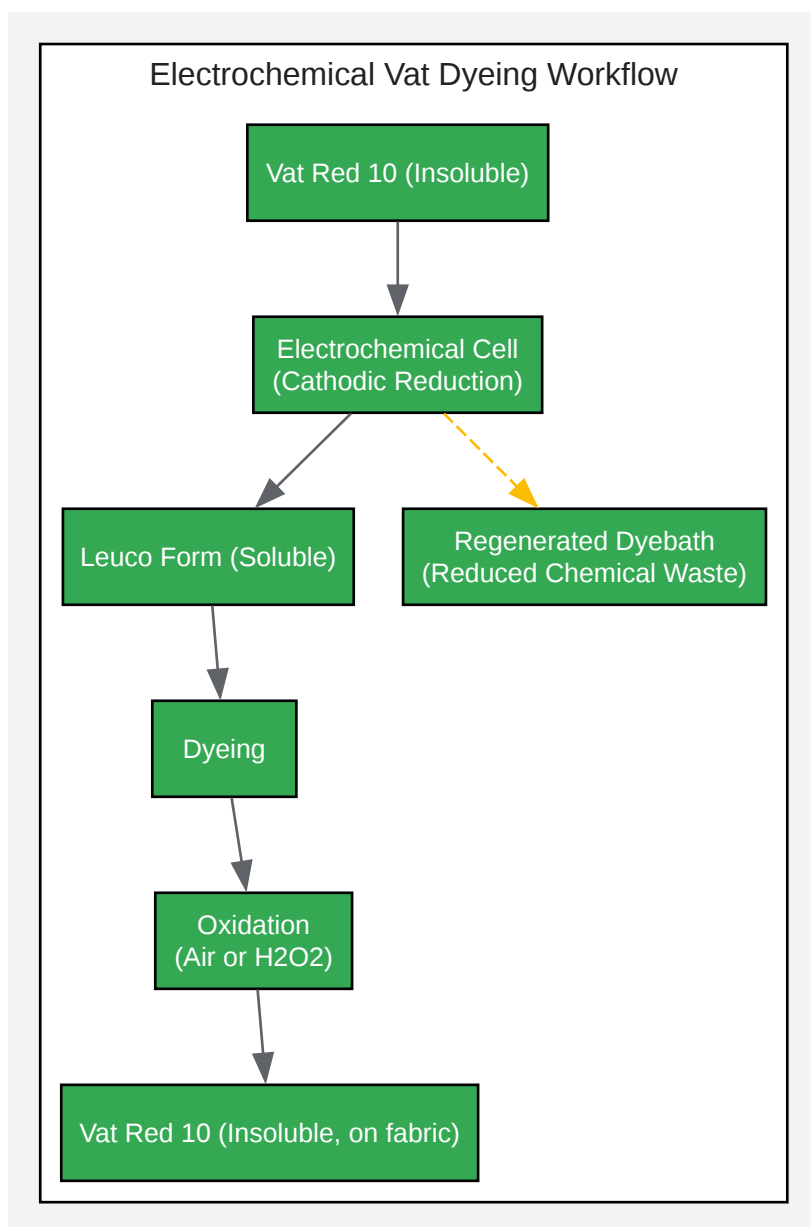 Electrochemical Vat Dyeing Workflow
Vat Red 10 (Insoluble)
Electrochemical Cell
(Cathodic Reduction)
Leuco Form (Soluble)
Regenerated Dyebath
(Reduced Chemical Waste)
Dyeing
Oxidation
(Air or H2O2)
Vat Red 10 (Insoluble, on fabric)